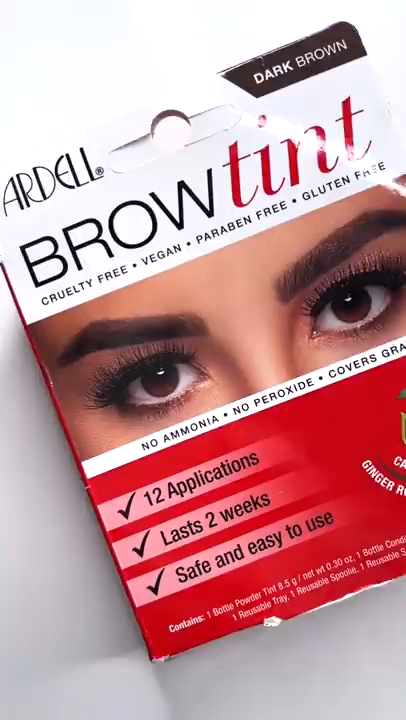 DARK BROWN
ARDELL®
BROWtint
CRUELTY FREE • VEGAN • PARABEN FREE • GLUTEN FREE
NO AMMONIA • NO PEROXIDE • COVERS
12 Applications
Lasts 2 weeks
Safe and easy to use
GINGER
Contains: 1 Bottle Powder Tint 8.5 g / net wt 0.30 oz, 1 Bottle
1 Reusable Tray, 1 Reusable Spoolie, 1 Reusable